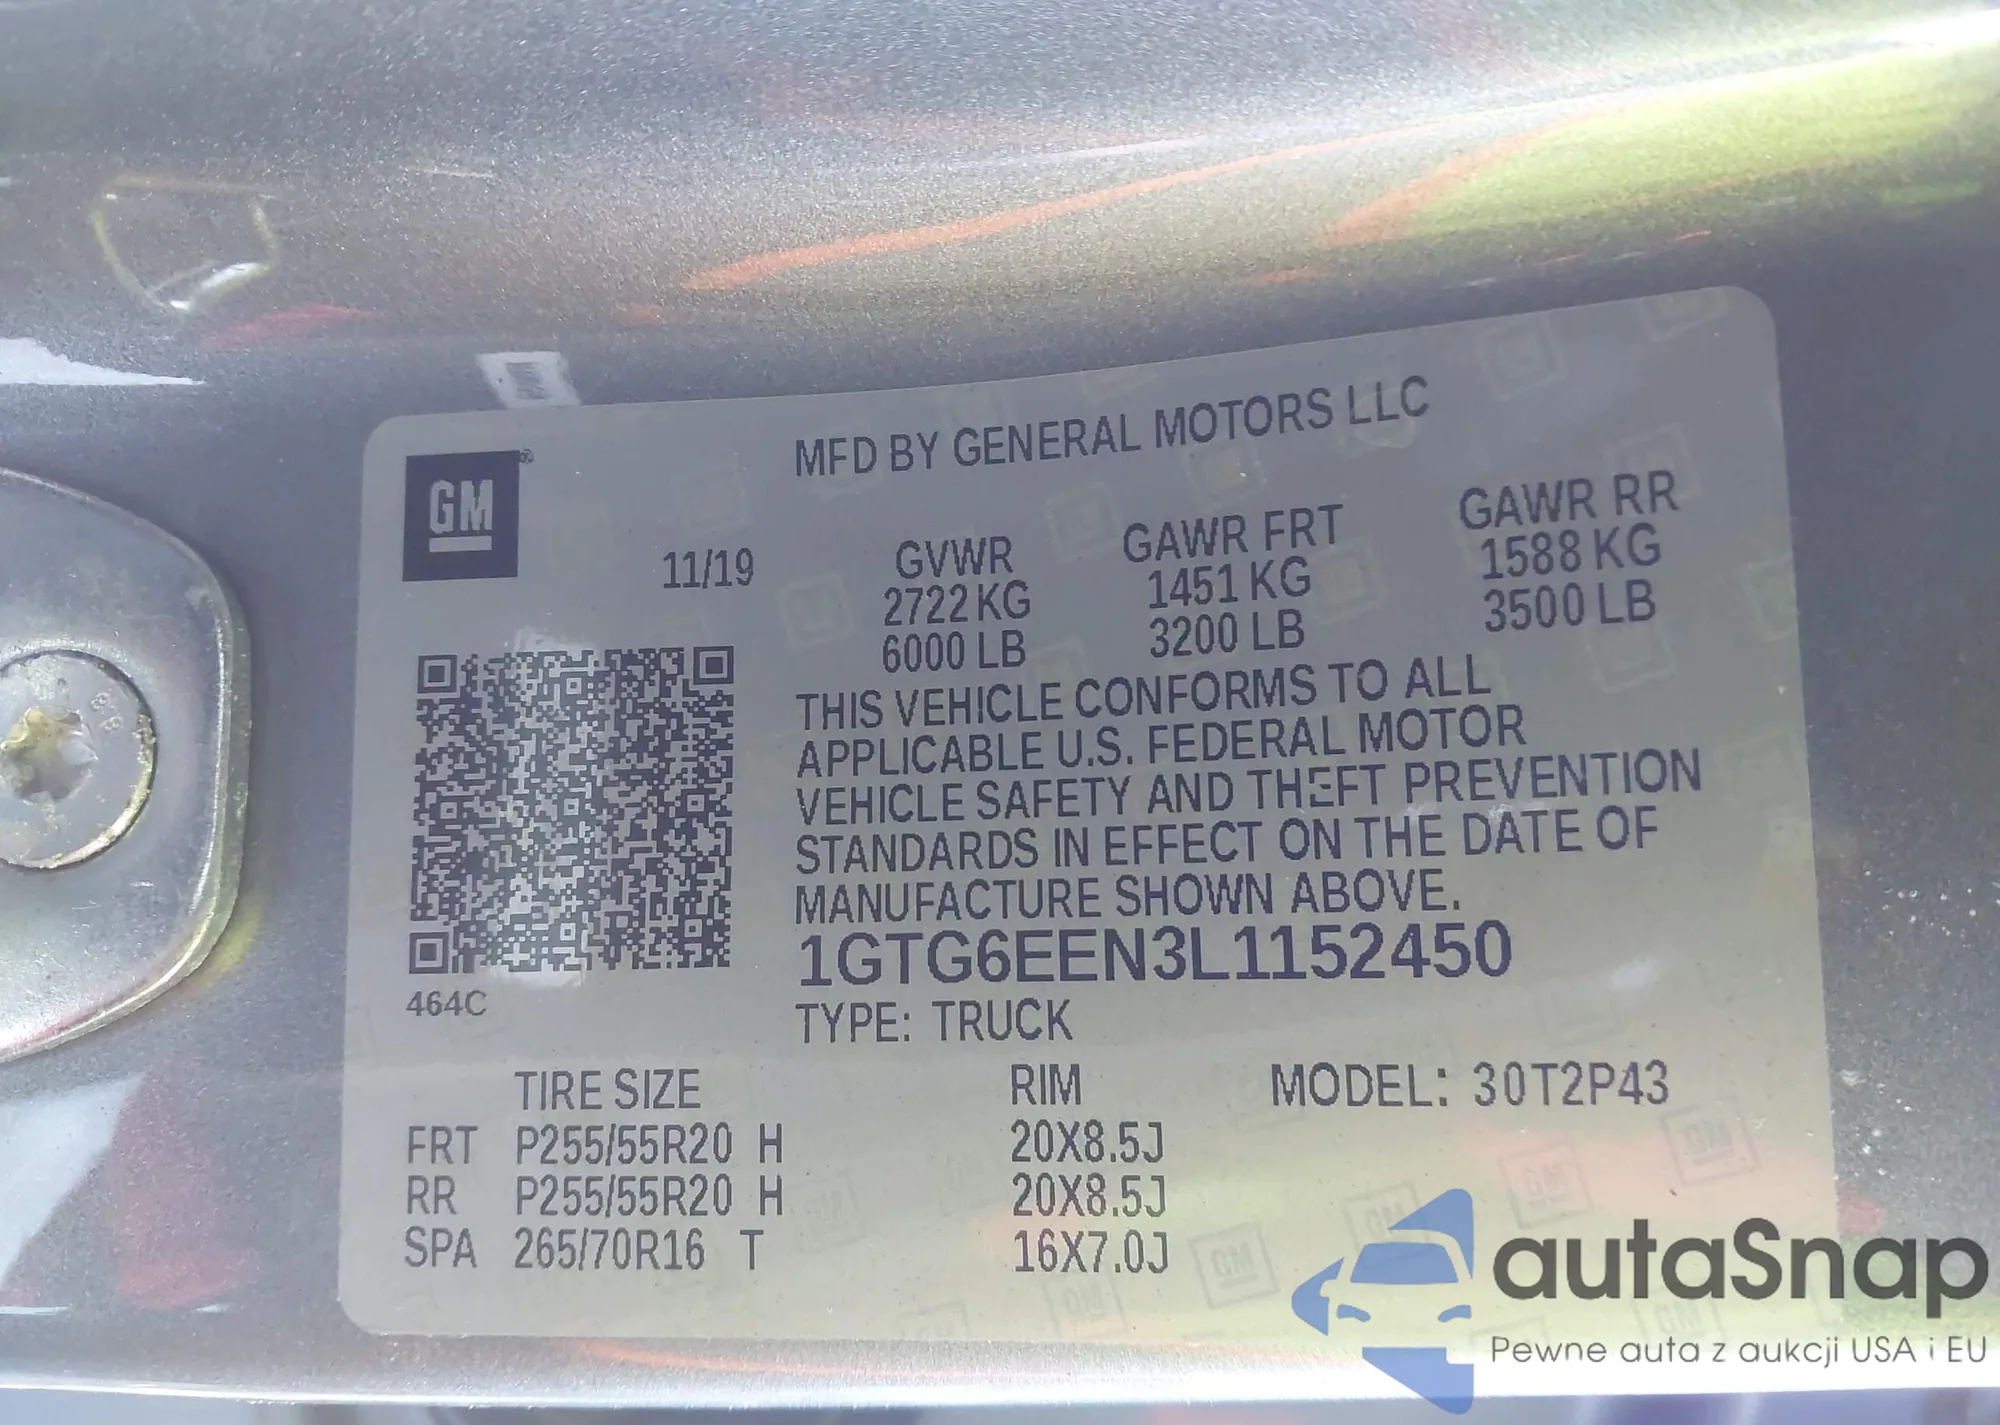 MFD BY GENERAL MOTORS LLC
GM®
11/19
GVWR
2722 KG
6000 LB
GAWR FRT
1451 KG
3200 LB
GAWR RR
1588 KG
3500 LB
THIS VEHICLE CONFORMS TO ALL
APPLICABLE U.S. FEDERAL MOTOR
VEHICLE SAFETY AND THEFT PREVENTION
STANDARDS IN EFFECT ON THE DATE OF
MANUFACTURE SHOWN ABOVE.
1GTG6EEN3L1152450
464C
TYPE: TRUCK
TIRE SIZE RIM MODEL: 30T2P43
FRT P255/55R20 H 20X8.5J
RR P255/55R20 H 20X8.5J
SPA 265/70R16 T 16X7.0J
autaSnap
Pewne auta z aukcji USA i EU